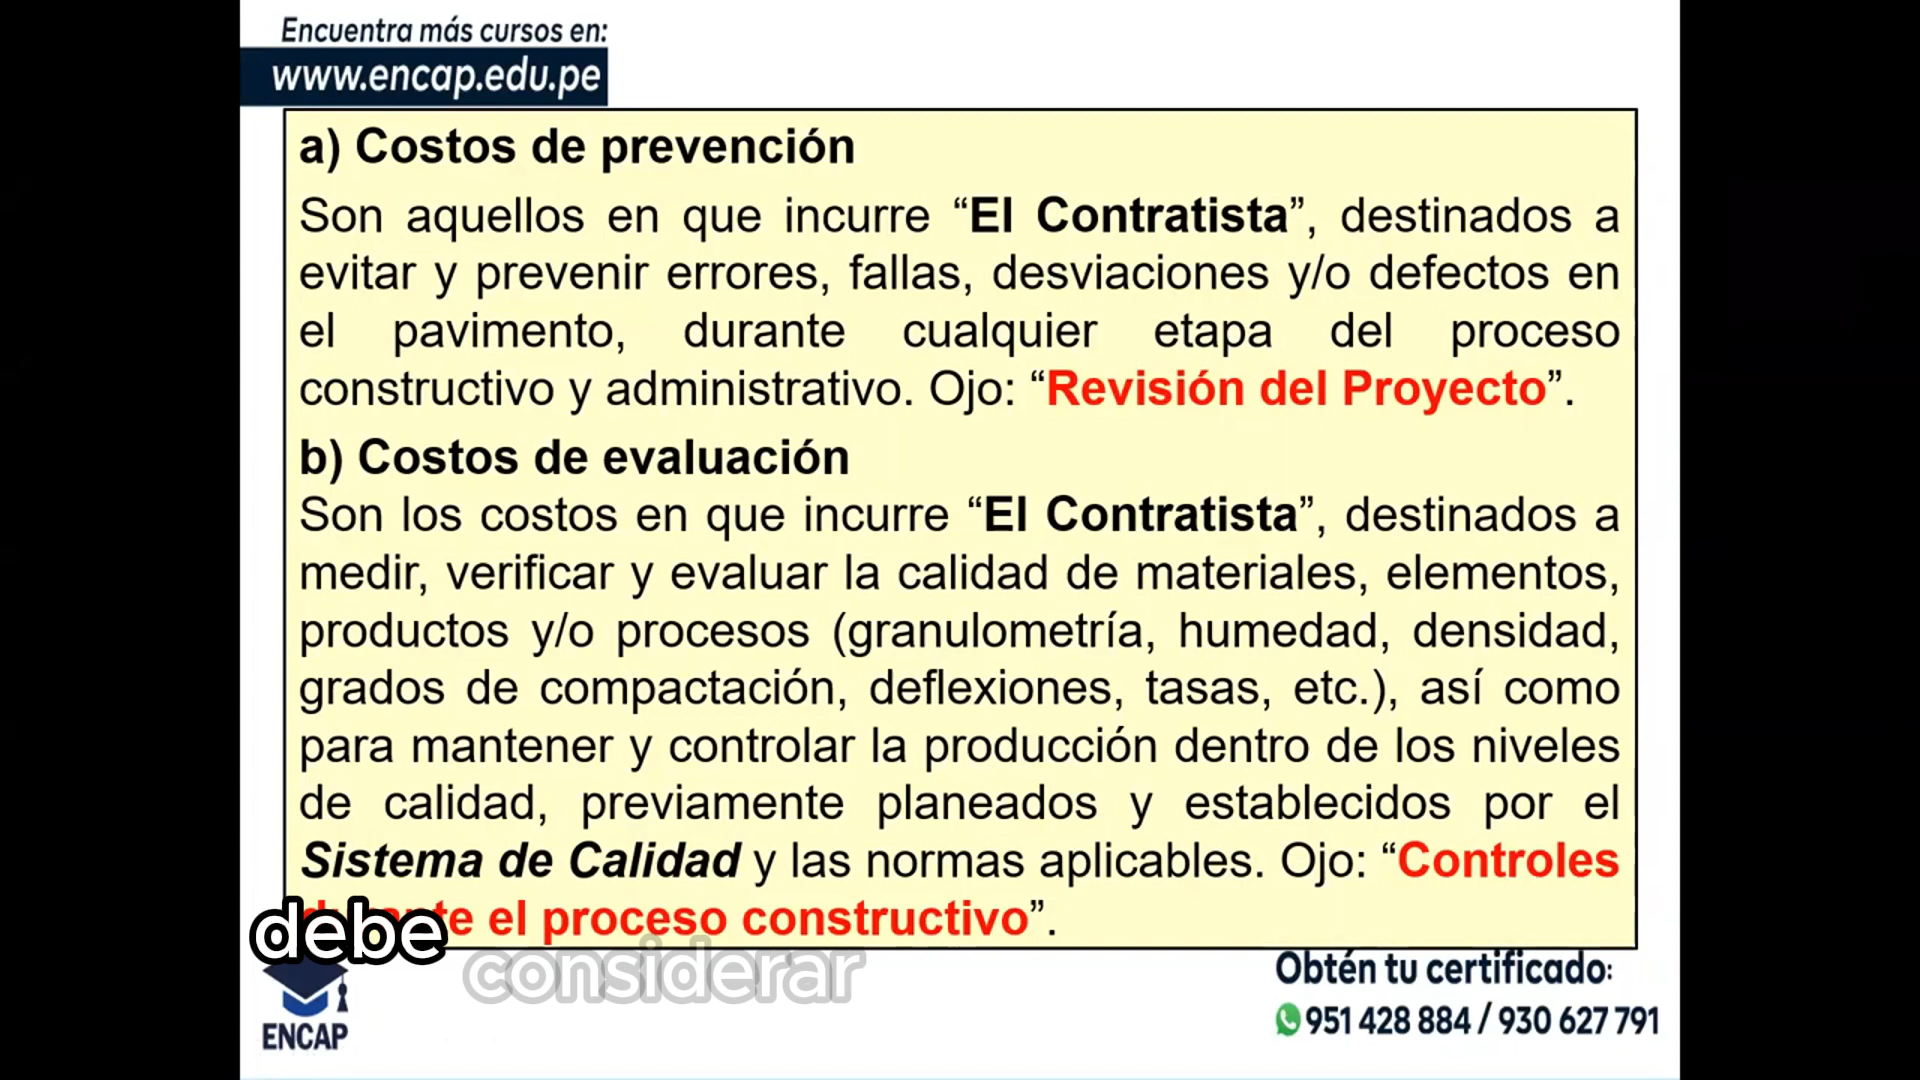 Encuentra más cursos en:
www.encap.edu.pe
a) Costos de prevención
Son aquellos en que incurre “El Contratista”, destinados a
evitar y prevenir errores, fallas, desviaciones y/o defectos en
el pavimento, durante cualquier etapa del proceso
constructivo y administrativo. Ojo: “Revisión del Proyecto”.
b) Costos de evaluación
Son los costos en que incurre “El Contratista”, destinados a
medir, verificar y evaluar la calidad de materiales, elementos,
productos y/o procesos (granulometría, humedad, densidad,
grados de compactación, deflexiones, tasas, etc.), así como
para mantener y controlar la producción dentro de los niveles
de calidad, previamente planeados y establecidos por el
Sistema de Calidad y las normas aplicables. Ojo: “Controles
durante el proceso constructivo”.
debe considerar
ENCAP
Obtén tu certificado:
951 428 884 / 930 627 791